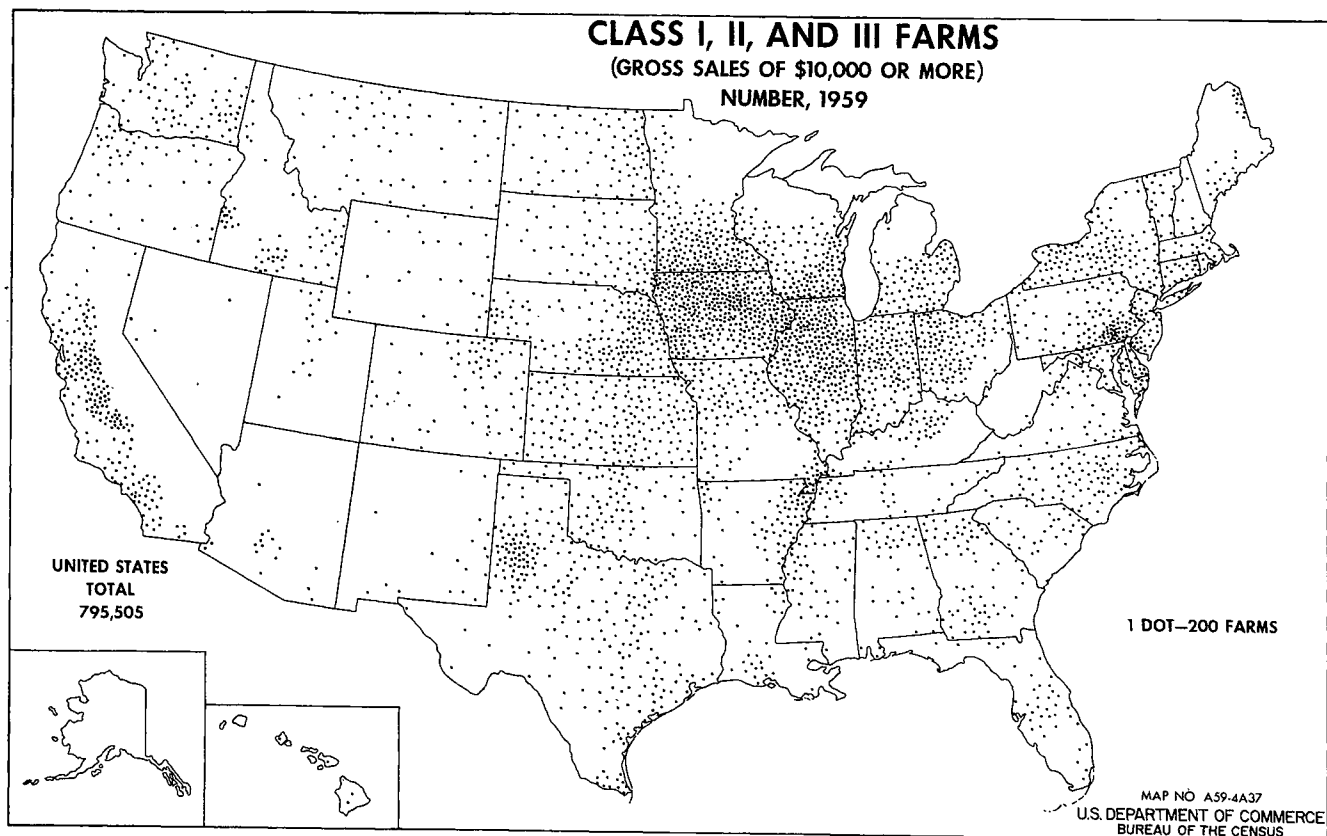 CLASS I, II, AND III FARMS
(GROSS SALES OF $10,000 OR MORE)
NUMBER, 1959
UNITED STATES
TOTAL
795,505
1 DOT—200 FARMS
MAP NO A59-4A37
U.S. DEPARTMENT OF COMMERCE
BUREAU OF THE CENSUS